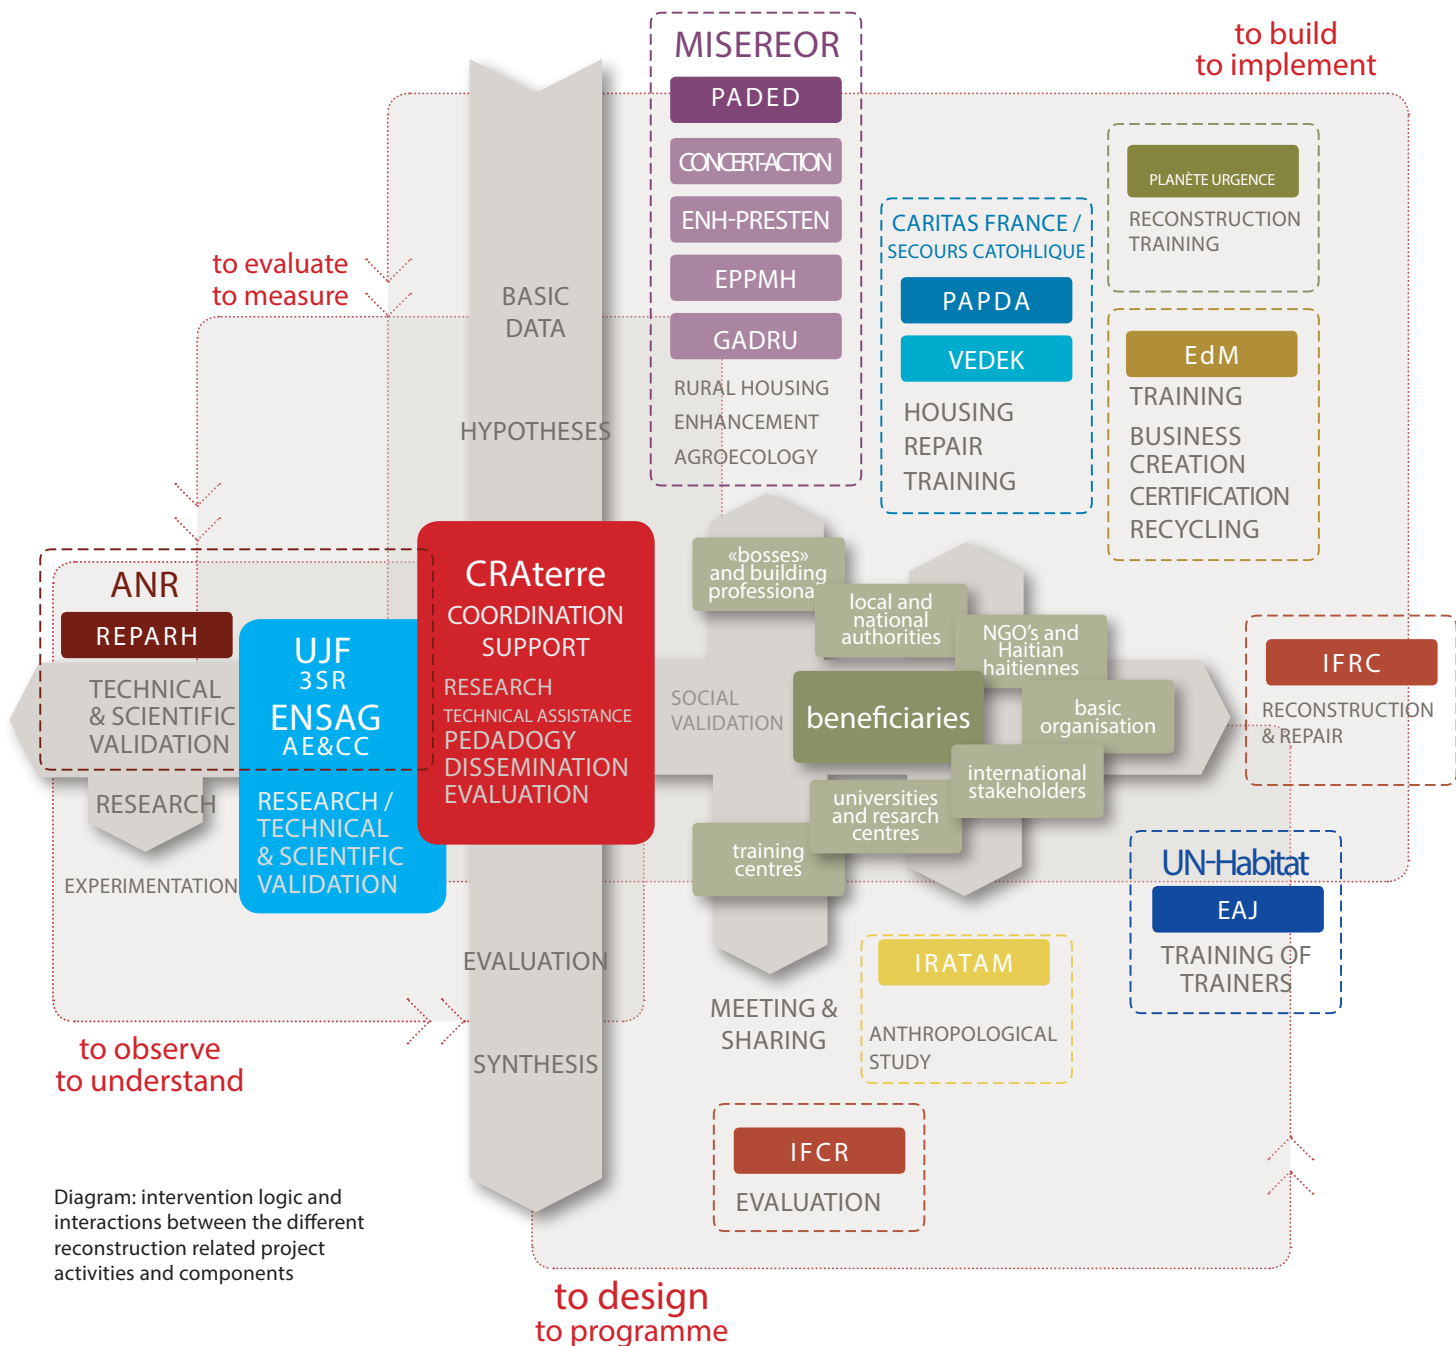 to build
to implement
MISEREOR
PADED
CONCERT-ACTION
ENH-PRESTEN
EPPMH
GADRU
RURAL HOUSING
ENHANCEMENT
AGROECOLOGY
CARITAS FRANCE /
SECOURS CATOHLIQUE
PAPDA
VEDEK
HOUSING
REPAIR
TRAINING
PLANÈTE URGENCE
RECONSTRUCTION
TRAINING
EdM
TRAINING
BUSINESS
CREATION
CERTIFICATION
RECYCLING
to evaluate
to measure
BASIC
DATA
HYPOTHESES
ANR
REPARH
TECHNICAL
& SCIENTIFIC
VALIDATION
RESEARCH
EXPERIMENTATION
UJF
3SR
ENSAG
AE&CC
RESEARCH /
TECHNICAL
& SCIENTIFIC
VALIDATION
CRAterre
COORDINATION
SUPPORT
RESEARCH
TECHNICAL ASSISTANCE
PEDADOGY
DISSEMINATION
EVALUATION
SOCIAL
VALIDATION
«bosses»
and building
professional
local and
national
authorities
NGO's and
Haitian
haitiennes
beneficiaries
basic
organisation
international
stakeholders
universities
and resarch
centres
training
centres
IFRC
RECONSTRUCTION
& REPAIR
UN-Habitat
EAJ
TRAINING OF
TRAINERS
EVALUATION
SYNTHESIS
MEETING &
SHARING
IRATAM
ANTHROPOLOGICAL
STUDY
IFCR
EVALUATION
to observe
to understand
Diagram: intervention logic and
interactions between the different
reconstruction related project
activities and components
to design
to programme